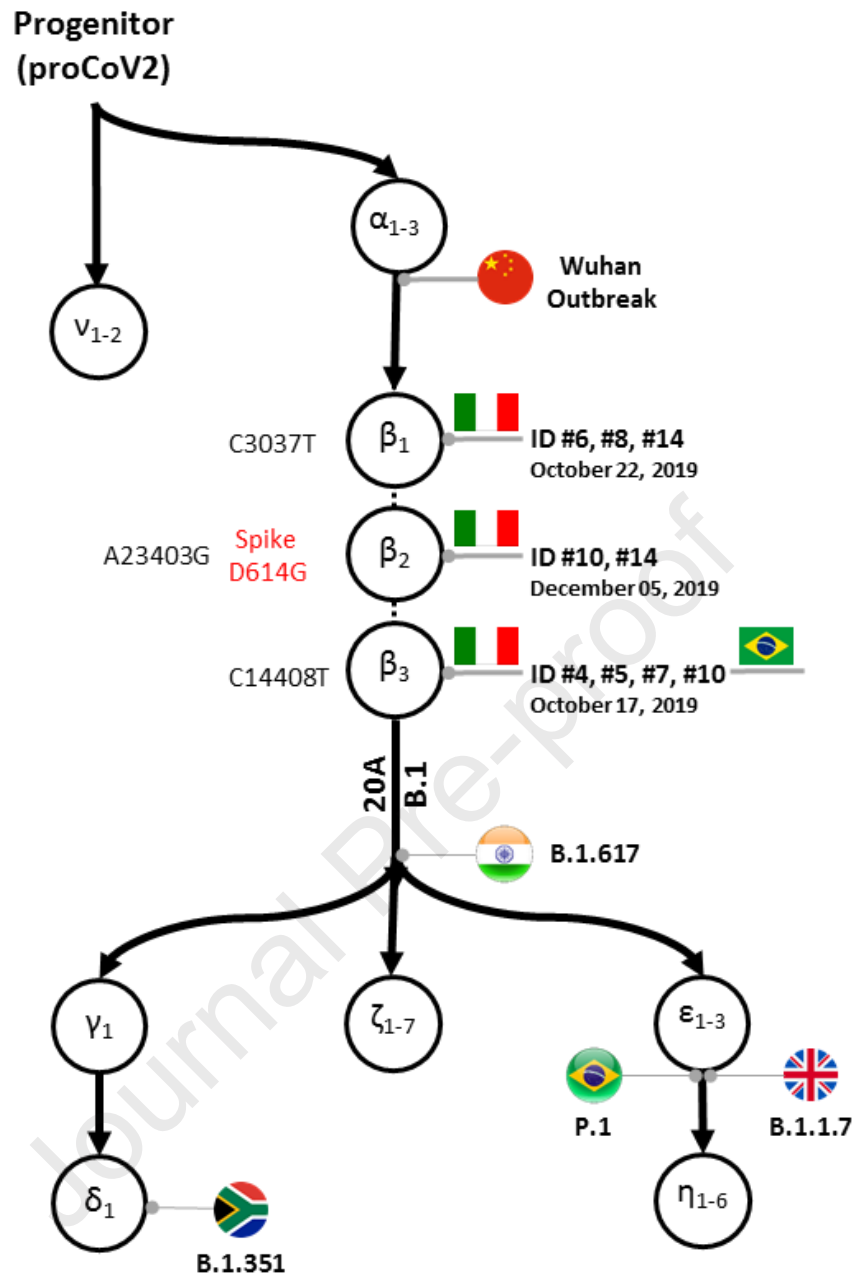 Progenitor
(proCoV2)
α1-3
Wuhan
Outbreak
ν1-2
C3037T
β1
ID #6, #8, #14
October 22, 2019
A23403G
Spike
D614G
β2
ID #10, #14
December 05, 2019
C14408T
β3
ID #4, #5, #7, #10
October 17, 2019
20A
B.1
B.1.617
γ1
ζ1-7
ε1-3
P.1
B.1.1.7
δ1
η1-6
B.1.351
Journal Pre-proof